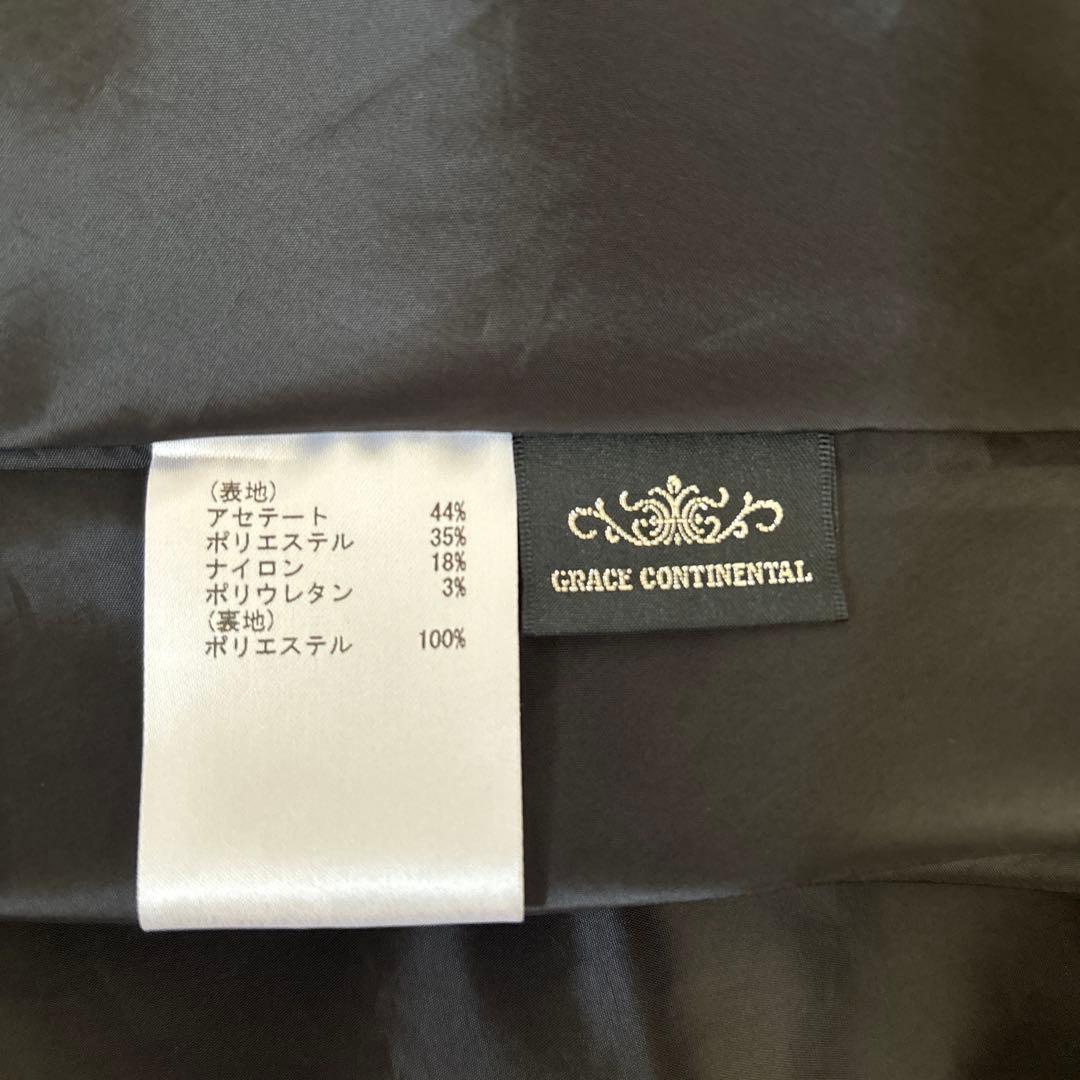 (表地)
アセテート 44%
ポリエステル 35%
ナイロン 18%
ポリウレタン 3%
(裏地)
ポリエステル 100%
GRACE CONTINENTAL